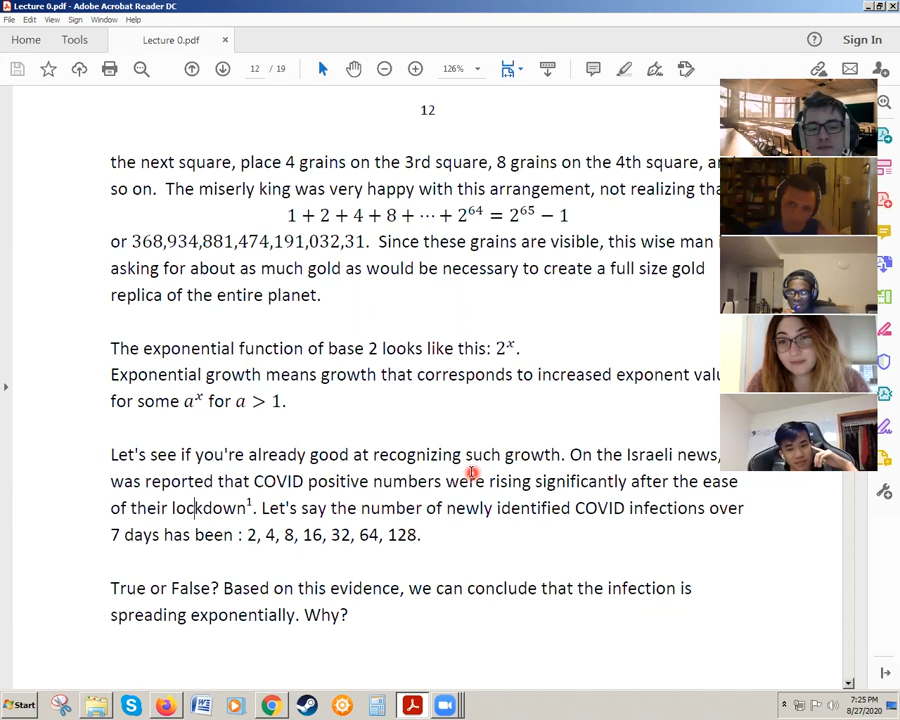 Lecture 0.pdf - Adobe Acrobat Reader DC
File Edit View Sign Window Help
Home Tools Lecture 0.pdf × Sign In
12 / 19 126%
12
the next square, place 4 grains on the 3rd square, 8 grains on the 4th square,
so on. The miserly king was very happy with this arrangement, not realizing
1 + 2 + 4 + 8 + ⋯ + 2^64 = 2^65 − 1
or 368,934,881,474,191,032,31. Since these grains are visible, this wise man
asking for about as much gold as would be necessary to create a full size gold
replica of the entire planet.
The exponential function of base 2 looks like this: 2^x.
Exponential growth means growth that corresponds to increased exponent
for some a^x for a > 1.
Let's see if you're already good at recognizing such growth. On the Israeli news,
was reported that COVID positive numbers were rising significantly after the ease
of their lockdown¹. Let's say the number of newly identified COVID infections over
7 days has been : 2, 4, 8, 16, 32, 64, 128.
True or False? Based on this evidence, we can conclude that the infection is
spreading exponentially. Why?
Start 7:25 PM
8/27/2020